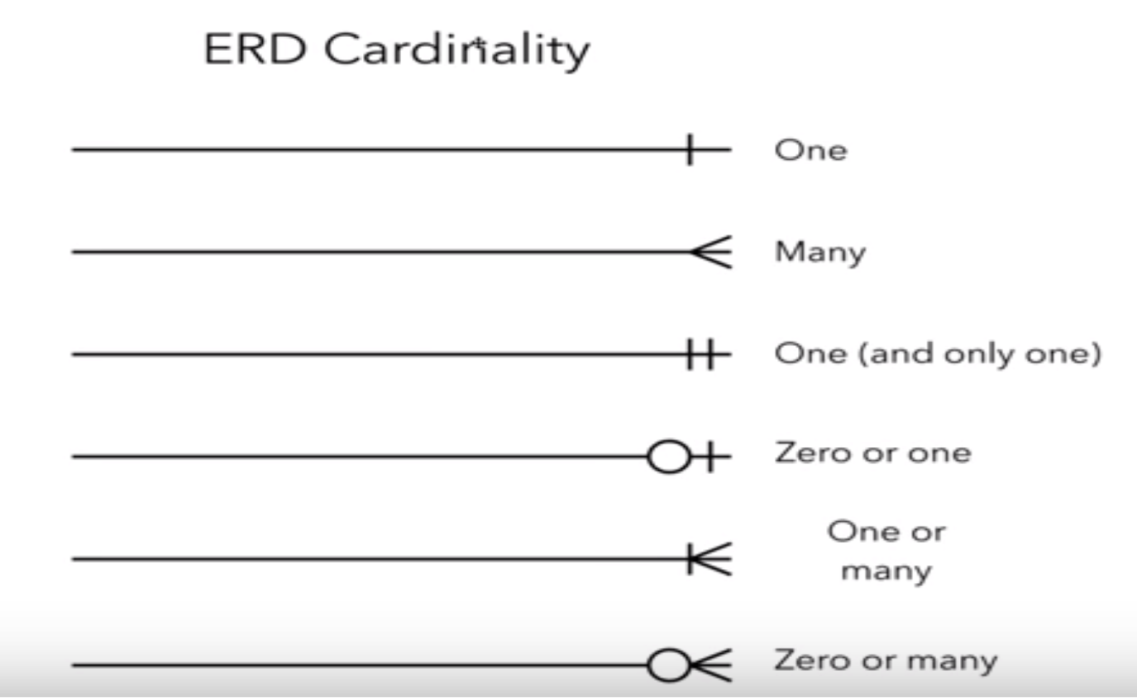 ERD Cardinality
One
Many
One (and only one)
Zero or one
One or
many
Zero or many